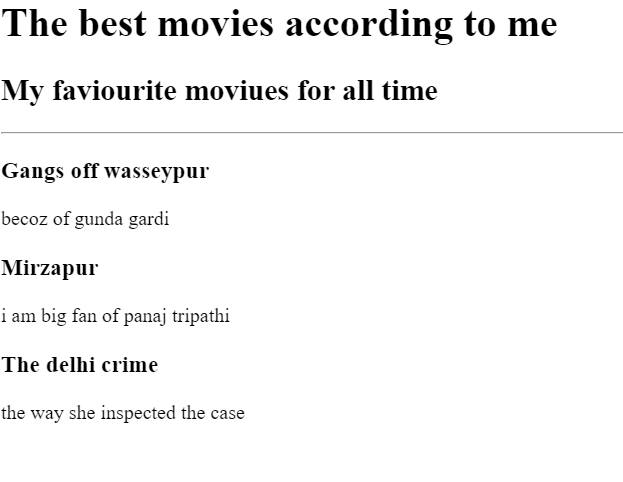 The best movies according to me
My faviourite moviues for all time
Gangs off wasseypur
becoz of gunda gardi
Mirzapur
i am big fan of panaj tripathi
The delhi crime
the way she inspected the case